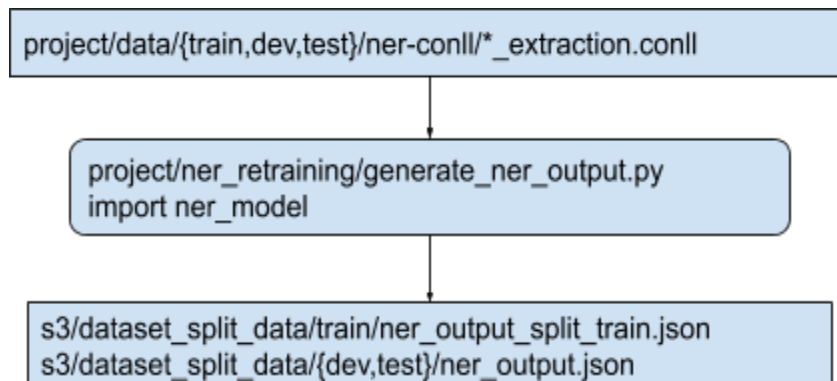 project/data/{train,dev,test}/ner-conll/*_extraction.conll
project/ner_retraining/generate_ner_output.py
import ner_model
s3/dataset_split_data/train/ner_output_split_train.json
s3/dataset_split_data/{dev,test}/ner_output.json